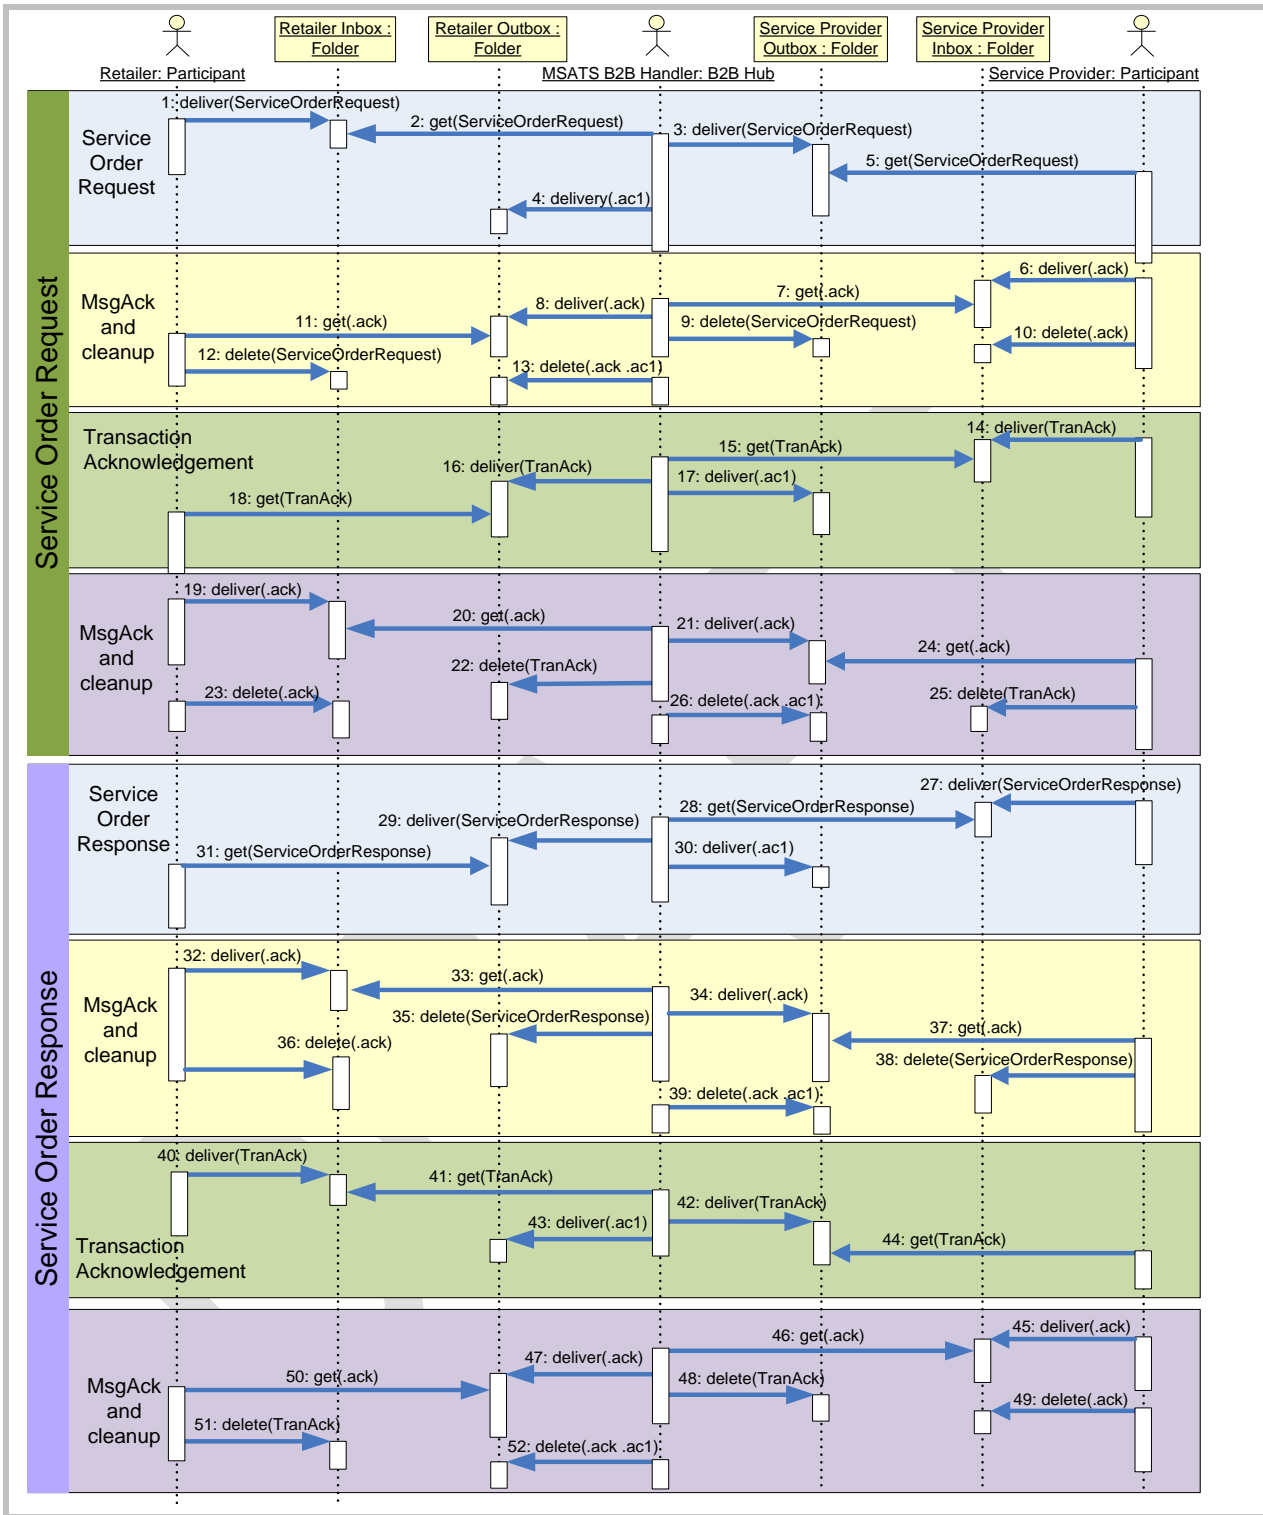 Retailer Inbox :
Folder
Retailer Outbox :
Folder
Service Provider
Outbox : Folder
Service Provider
Inbox : Folder
Retailer: Participant
MSATS B2B Handler: B2B Hub
Service Provider: Participant
Service Order Request
Service
Order
Request
1: deliver(ServiceOrderRequest)
2: get(ServiceOrderRequest)
3: deliver(ServiceOrderRequest)
5: get(ServiceOrderRequest)
4: delivery(.ac1)
MsgAck
and
cleanup
6: deliver(.ack)
7: get(.ack)
8: deliver(.ack)
9: delete(ServiceOrderRequest)
10: delete(.ack)
11: get(.ack)
12: delete(ServiceOrderRequest)
13: delete(.ack .ac1)
Transaction
Acknowledgement
14: deliver(TranAck)
15: get(TranAck)
16: deliver(TranAck)
17: deliver(.ac1)
18: get(TranAck)
MsgAck
and
cleanup
19: deliver(.ack)
20: get(.ack)
21: deliver(.ack)
24: get(.ack)
22: delete(TranAck)
23: delete(.ack)
26: delete(.ack .ac1)
25: delete(TranAck)
Service Order Response
Service
Order
Response
27: deliver(ServiceOrderResponse)
28: get(ServiceOrderResponse)
29: deliver(ServiceOrderResponse)
30: deliver(.ac1)
31: get(ServiceOrderResponse)
MsgAck
and
cleanup
32: deliver(.ack)
33: get(.ack)
34: deliver(.ack)
35: delete(ServiceOrderResponse)
37: get(.ack)
36: delete(.ack)
38: delete(ServiceOrderResponse)
39: delete(.ack .ac1)
40: deliver(TranAck)
41: get(TranAck)
42: deliver(TranAck)
43: deliver(.ac1)
44: get(TranAck)
Transaction
Acknowledgement
MsgAck
and
cleanup
45: deliver(.ack)
46: get(.ack)
47: deliver(.ack)
48: delete(TranAck)
49: delete(.ack)
50: get(.ack)
51: delete(TranAck)
52: delete(.ack .ac1)